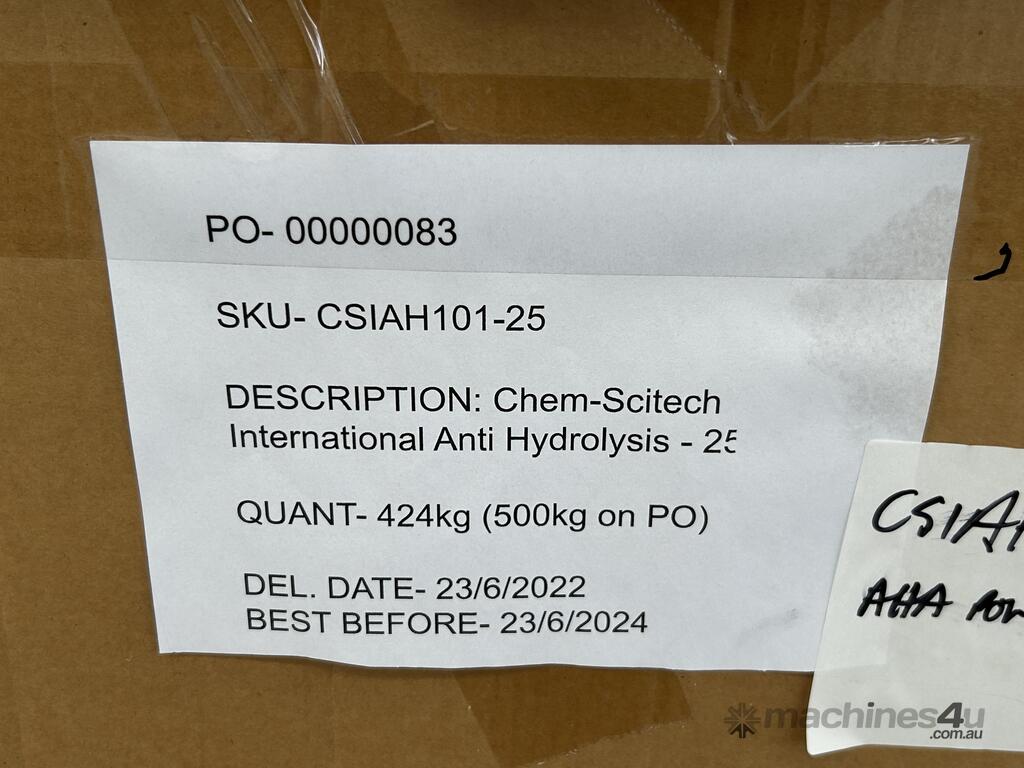 PO- 00000083
SKU- CSIAH101-25
DESCRIPTION: Chem-Scitech
International Anti Hydrolysis - 25
QUANT- 424kg (500kg on PO)
DEL. DATE- 23/6/2022
BEST BEFORE- 23/6/2024
AHA
machines4u
.com.au